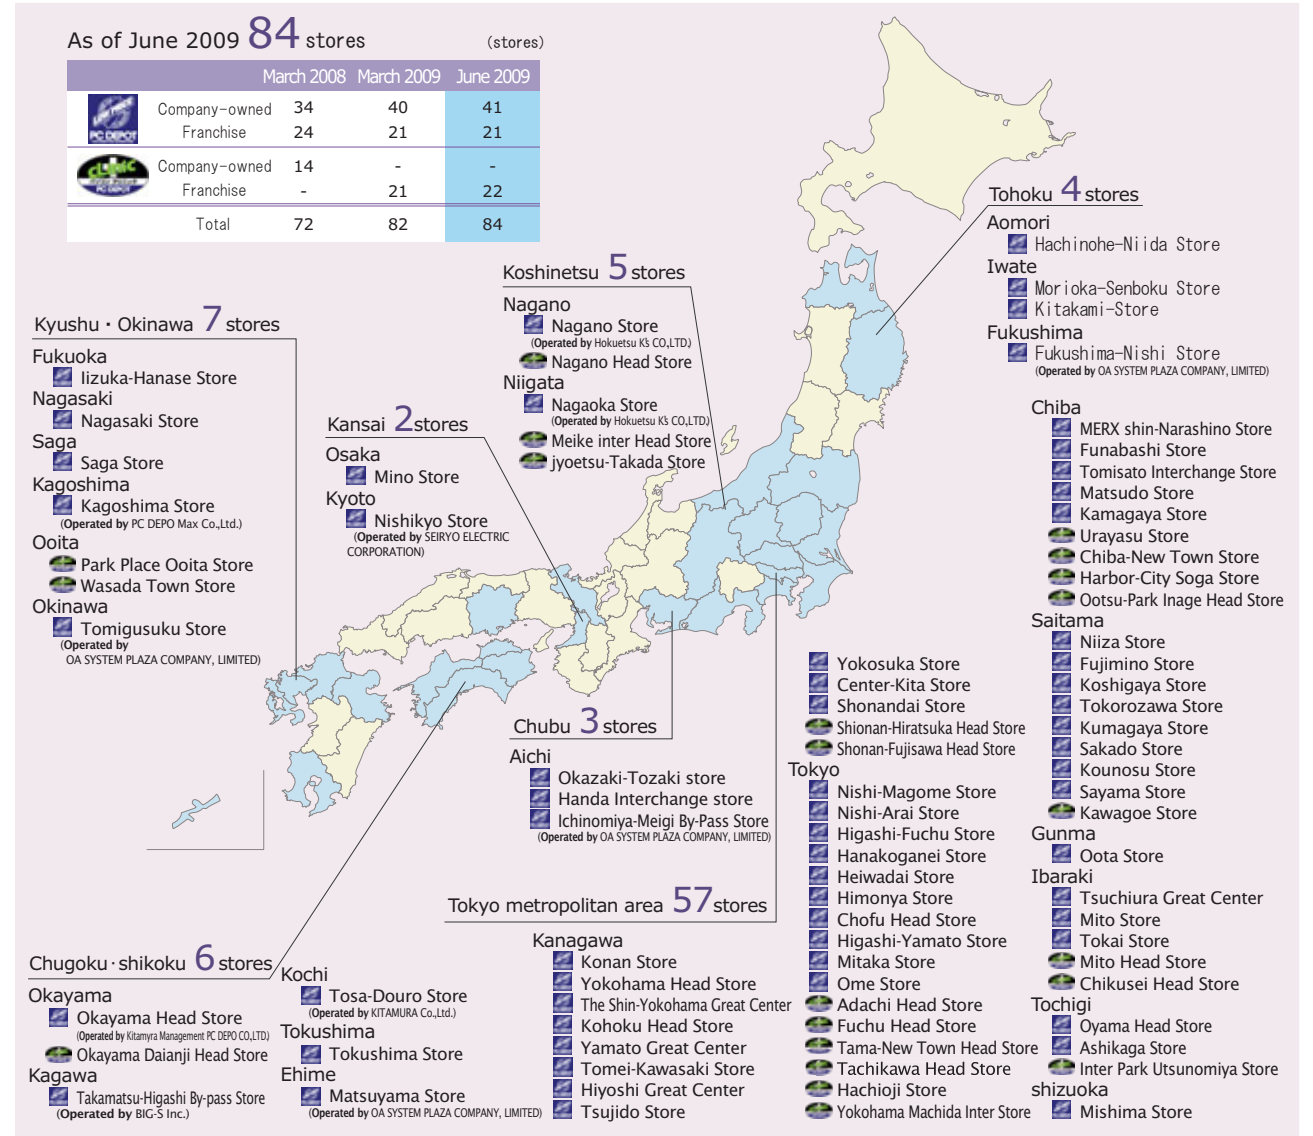 As of June 2009 84 stores
(stores)
March 2008 March 2009 June 2009
PC DEPOT
Company-owned 34 40 41
Franchise 24 21 21
CLINIC
PC DEPOT
Company-owned 14 - -
Franchise - 21 22
Total 72 82 84
Tohoku 4 stores
Aomori
Hachinohe-Niida Store
Iwate
Morioka-Senboku Store
Kitakami-Store
Fukushima
Fukushima-Nishi Store
(Operated by OA SYSTEM PLAZA COMPANY, LIMITED)
Koshinetsu 5 stores
Nagano
Nagano Store
(Operated by Hokuetsu K's CO.,LTD.)
Nagano Head Store
Niigata
Nagaoka Store
(Operated by Hokuetsu K's CO.,LTD.)
Meike inter Head Store
jyoetsu-Takada Store
Kyushu・Okinawa 7 stores
Fukuoka
Iizuka-Hanase Store
Nagasaki
Nagasaki Store
Saga
Saga Store
Kagoshima
Kagoshima Store
(Operated by PC DEPO Max Co.,Ltd.)
Ooita
Park Place Ooita Store
Wasada Town Store
Okinawa
Tomigusuku Store
(Operated by
OA SYSTEM PLAZA COMPANY, LIMITED)
Kansai 2 stores
Osaka
Mino Store
Kyoto
Nishikyo Store
(Operated by SEIRYO ELECTRIC
CORPORATION)
Chubu 3 stores
Aichi
Okazaki-Tozaki store
Handa Interchange store
Ichinomiya-Meigi By-Pass Store
(Operated by OA SYSTEM PLAZA COMPANY, LIMITED)
Chugoku・shikoku 6 stores
Okayama
Okayama Head Store
(Operated by Kitamyra Management PC DEPO CO.,LTD.)
Okayama Daianji Head Store
Kagawa
Takamatsu-Higashi By-pass Store
(Operated by BIG-S Inc.)
Kochi
Tosa-Douro Store
(Operated by KITAMURA Co.,Ltd.)
Tokushima
Tokushima Store
Ehime
Matsuyama Store
(Operated by OA SYSTEM PLAZA COMPANY, LIMITED)
Tokyo metropolitan area 57 stores
Kanagawa
Konan Store
Yokohama Head Store
The Shin-Yokohama Great Center
Kohoku Head Store
Yamato Great Center
Tomei-Kawasaki Store
Hiyoshi Great Center
Tsujido Store
Yokosuka Store
Center-Kita Store
Shonandai Store
Shionan-Hiratsuka Head Store
Shonan-Fujisawa Head Store
Tokyo
Nishi-Magome Store
Nishi-Arai Store
Higashi-Fuchu Store
Hanakoganei Store
Heiwadai Store
Himonya Store
Chofu Head Store
Higashi-Yamato Store
Mitaka Store
Ome Store
Adachi Head Store
Fuchu Head Store
Tama-New Town Head Store
Tachikawa Head Store
Hachioji Store
Yokohama Machida Inter Store
Chiba
MERX shin-Narashino Store
Funabashi Store
Tomisato Interchange Store
Matsudo Store
Kamagaya Store
Urayasu Store
Chiba-New Town Store
Harbor-City Soga Store
Ootsu-Park Inage Head Store
Saitama
Niiza Store
Fujimino Store
Koshigaya Store
Tokorozawa Store
Kumagaya Store
Sakado Store
Kounosu Store
Sayama Store
Kawagoe Store
Gunma
Oota Store
Ibaraki
Tsuchiura Great Center
Mito Store
Tokai Store
Mito Head Store
Chikusei Head Store
Tochigi
Oyama Head Store
Ashikaga Store
Inter Park Utsunomiya Store
shizuoka
Mishima Store